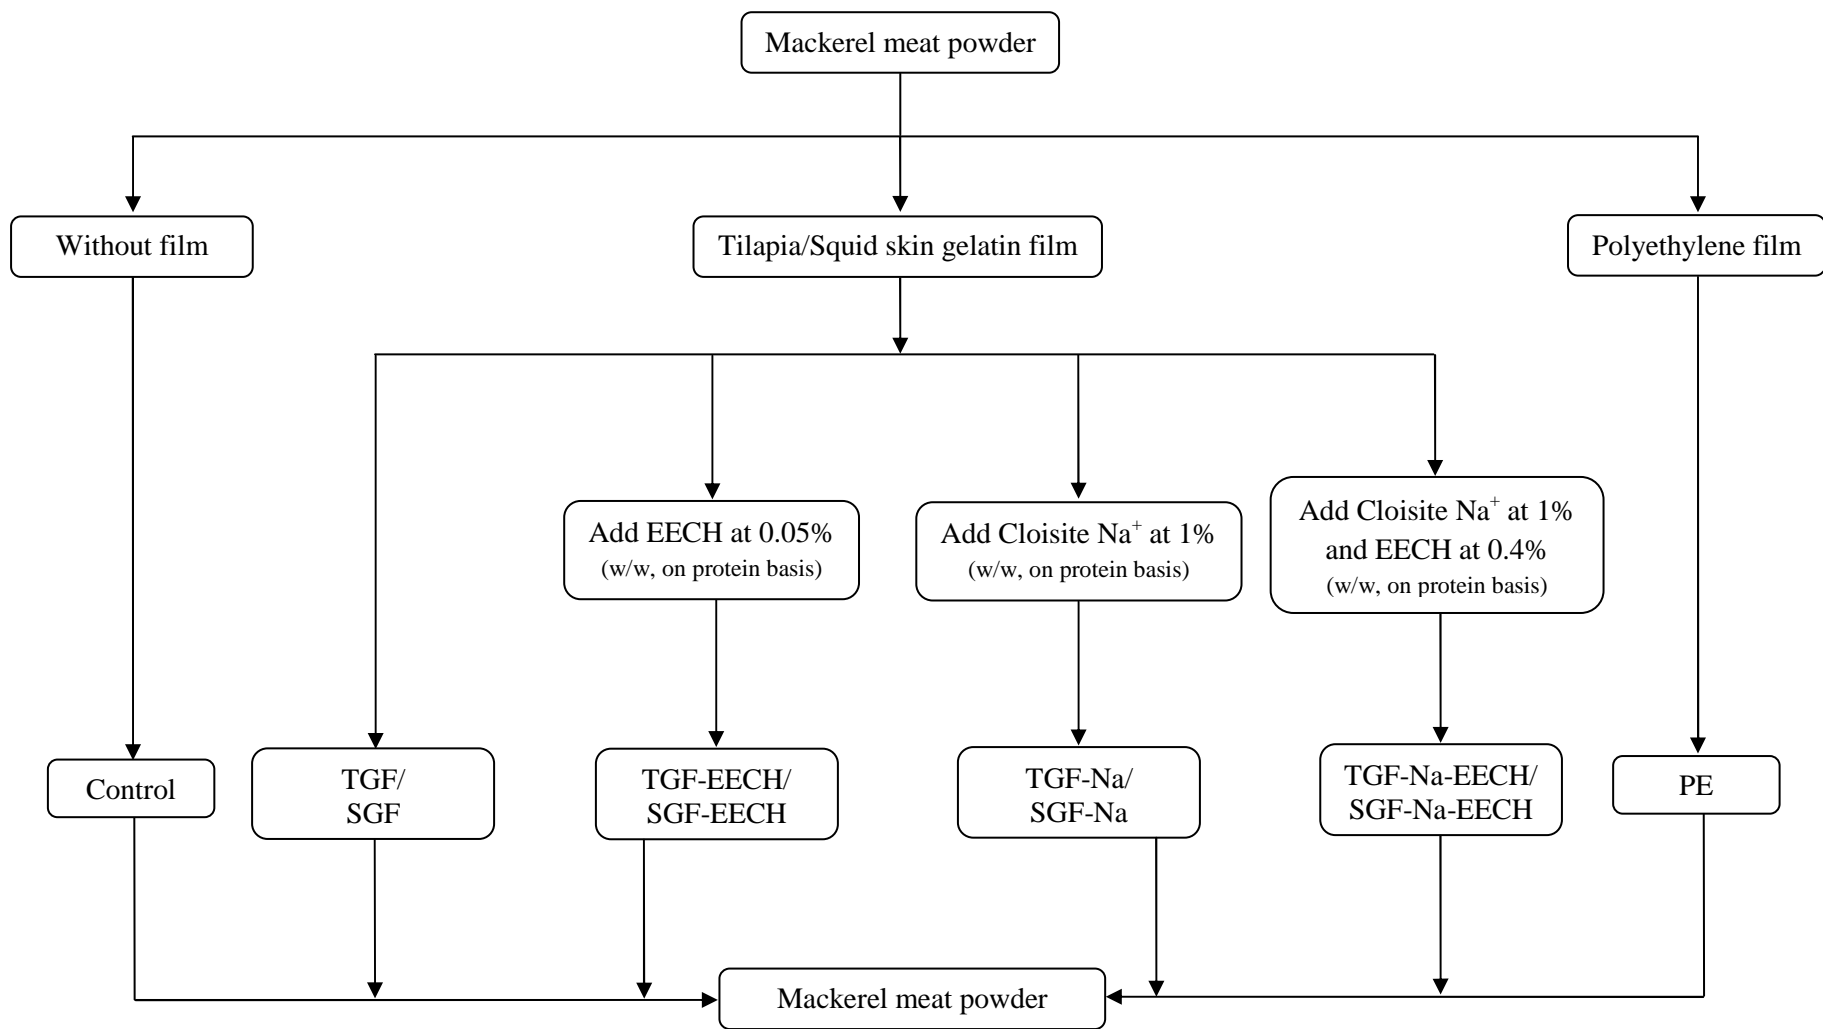 Mackerel meat powder
Without film
Tilapia/Squid skin gelatin film
Polyethylene film
Add EECH at 0.05%
(w/w, on protein basis)
Add Cloisite Na⁺ at 1%
(w/w, on protein basis)
Add Cloisite Na⁺ at 1%
and EECH at 0.4%
(w/w, on protein basis)
Control
TGF/
SGF
TGF-EECH/
SGF-EECH
TGF-Na/
SGF-Na
TGF-Na-EECH/
SGF-Na-EECH
PE
Mackerel meat powder